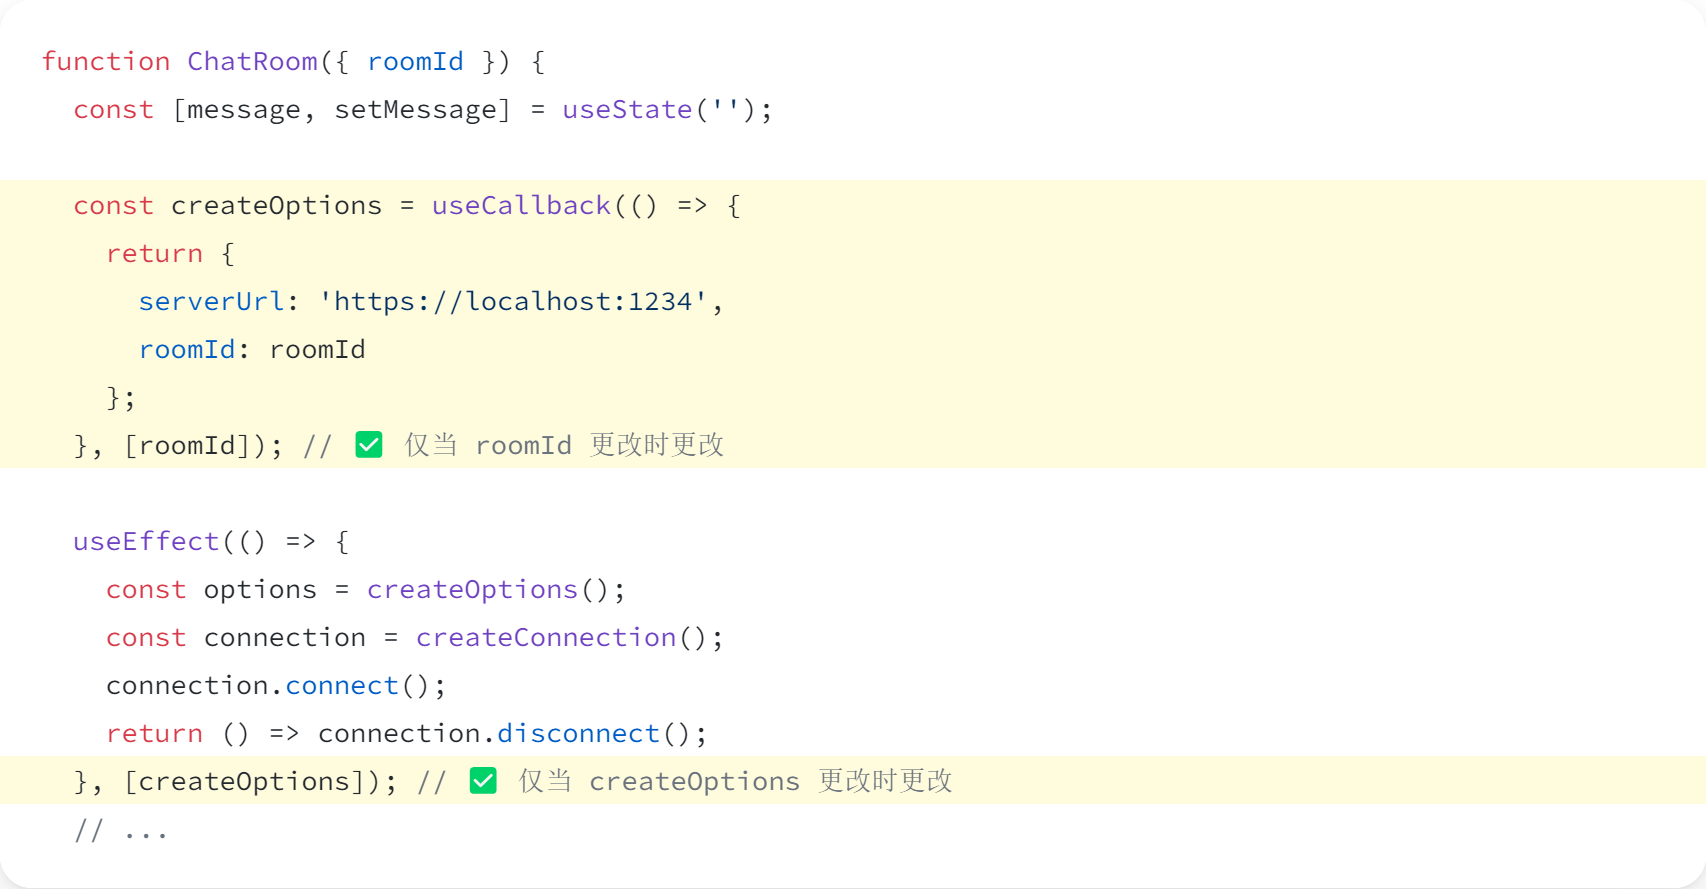 function ChatRoom({ roomId }) {
  const [message, setMessage] = useState('');

  const createOptions = useCallback(() => {
    return {
      serverUrl: 'https://localhost:1234',
      roomId: roomId
    };
  }, [roomId]); // ✅ 仅当 roomId 更改时更改

  useEffect(() => {
    const options = createOptions();
    const connection = createConnection();
    connection.connect();
    return () => connection.disconnect();
  }, [createOptions]); // ✅ 仅当 createOptions 更改时更改
  // ...